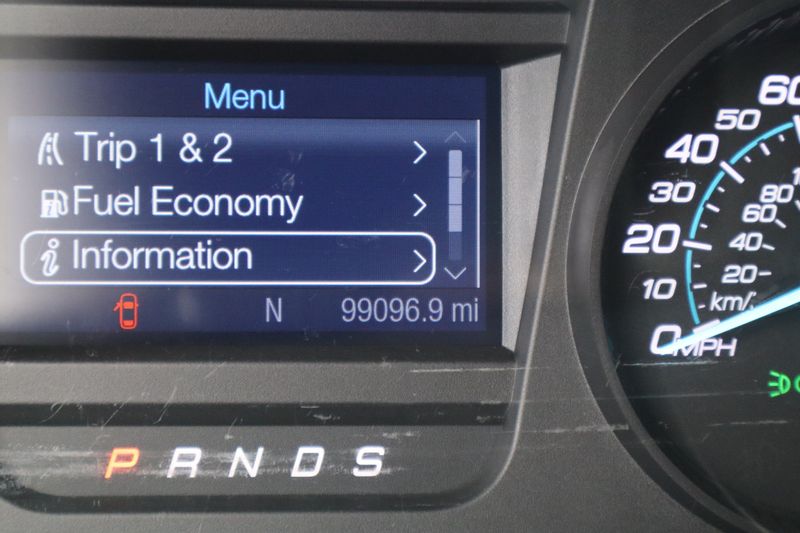 Menu
Trip 1 & 2
Fuel Economy
Information
N 99096.9 mi
P R N D S
60
50
40
30
20
10
0
MPH
80
60
40
20
km/